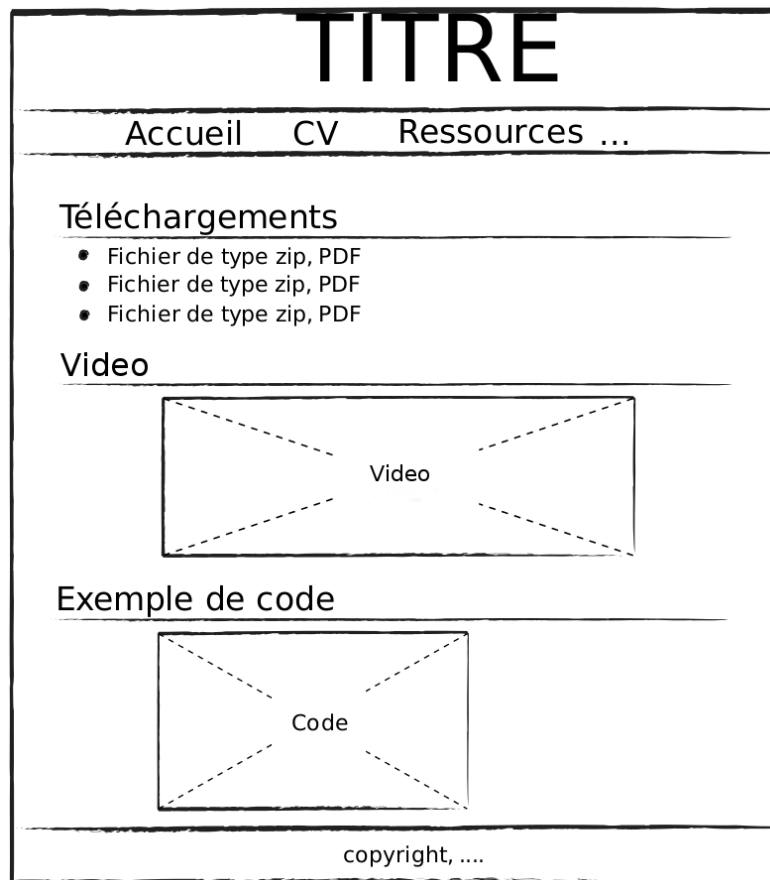 TITRE
Accueil CV Ressources ...
Téléchargements
Fichier de type zip, PDF
Fichier de type zip, PDF
Fichier de type zip, PDF
Video
Video
Exemple de code
Code
copyright, ....